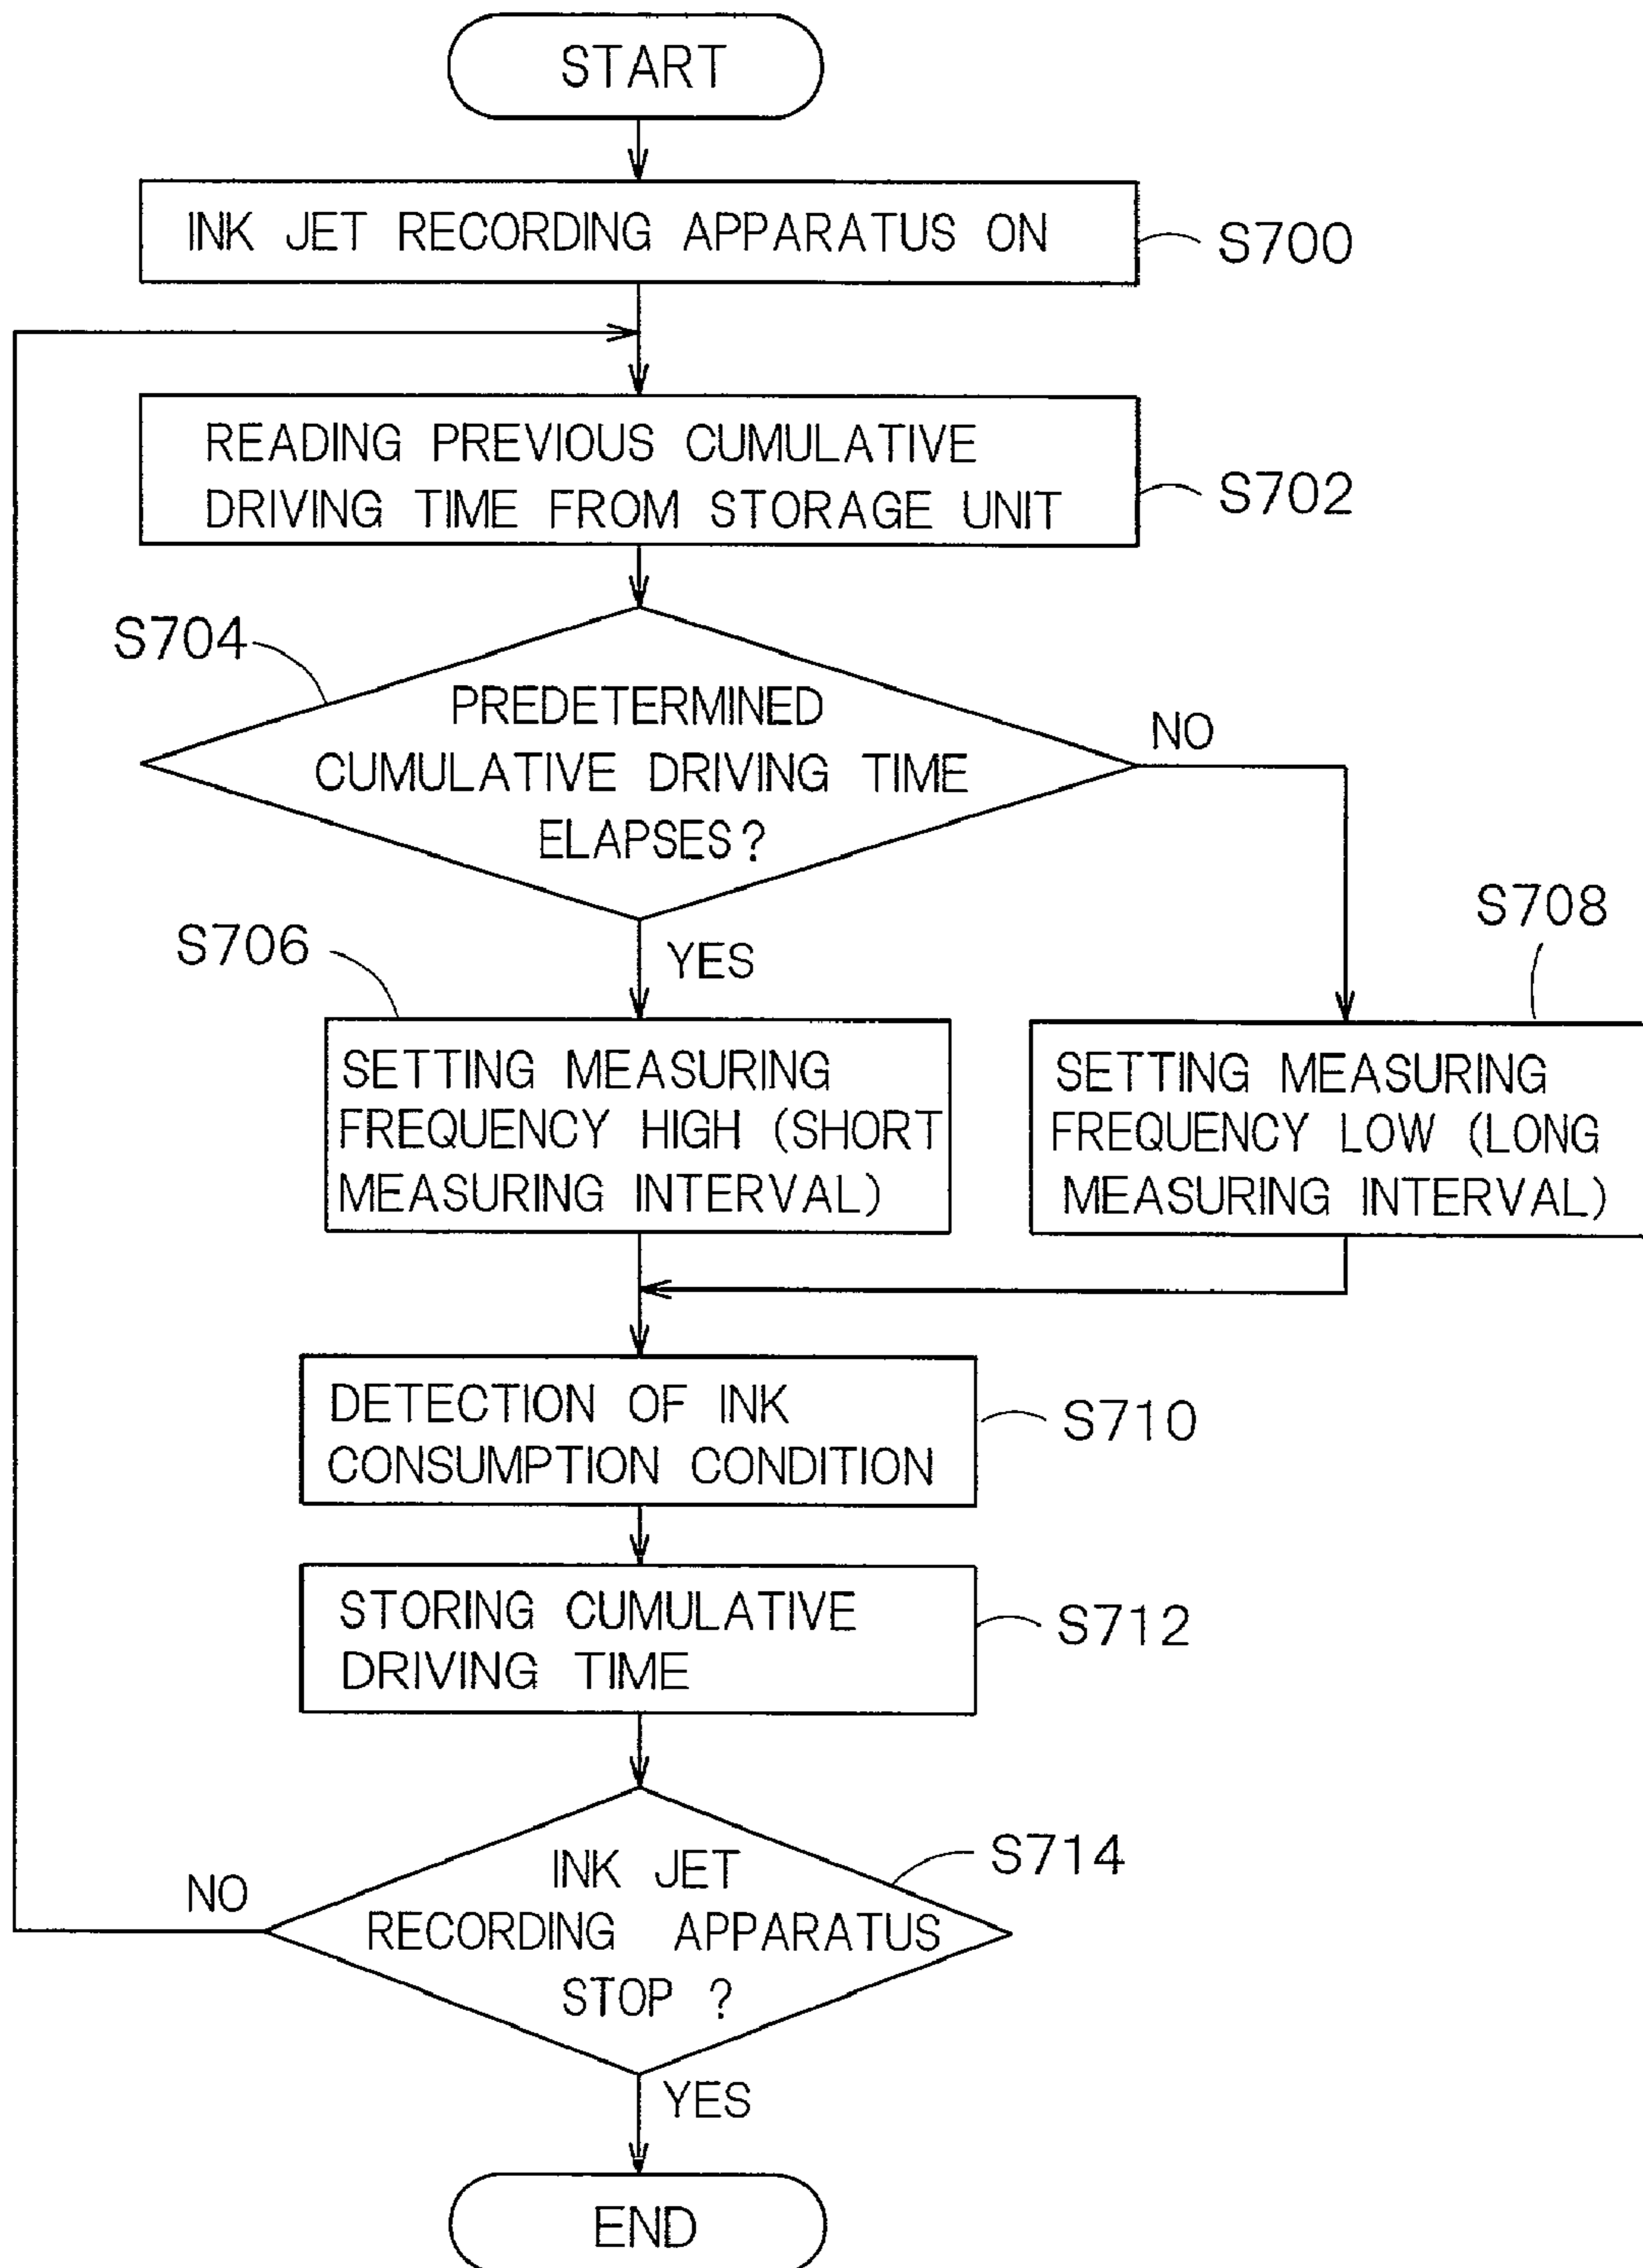 START
INK JET RECORDING APPARATUS ON
S700
READING PREVIOUS CUMULATIVE
DRIVING TIME FROM STORAGE UNIT
S702
S704
PREDETERMINED
CUMULATIVE DRIVING TIME
ELAPSES?
NO
YES
S706
SETTING MEASURING
FREQUENCY HIGH (SHORT
MEASURING INTERVAL)
S708
SETTING MEASURING
FREQUENCY LOW (LONG
MEASURING INTERVAL)
DETECTION OF INK
CONSUMPTION CONDITION
S710
STORING CUMULATIVE
DRIVING TIME
S712
INK JET
RECORDING APPARATUS
STOP ?
S714
NO
YES
END